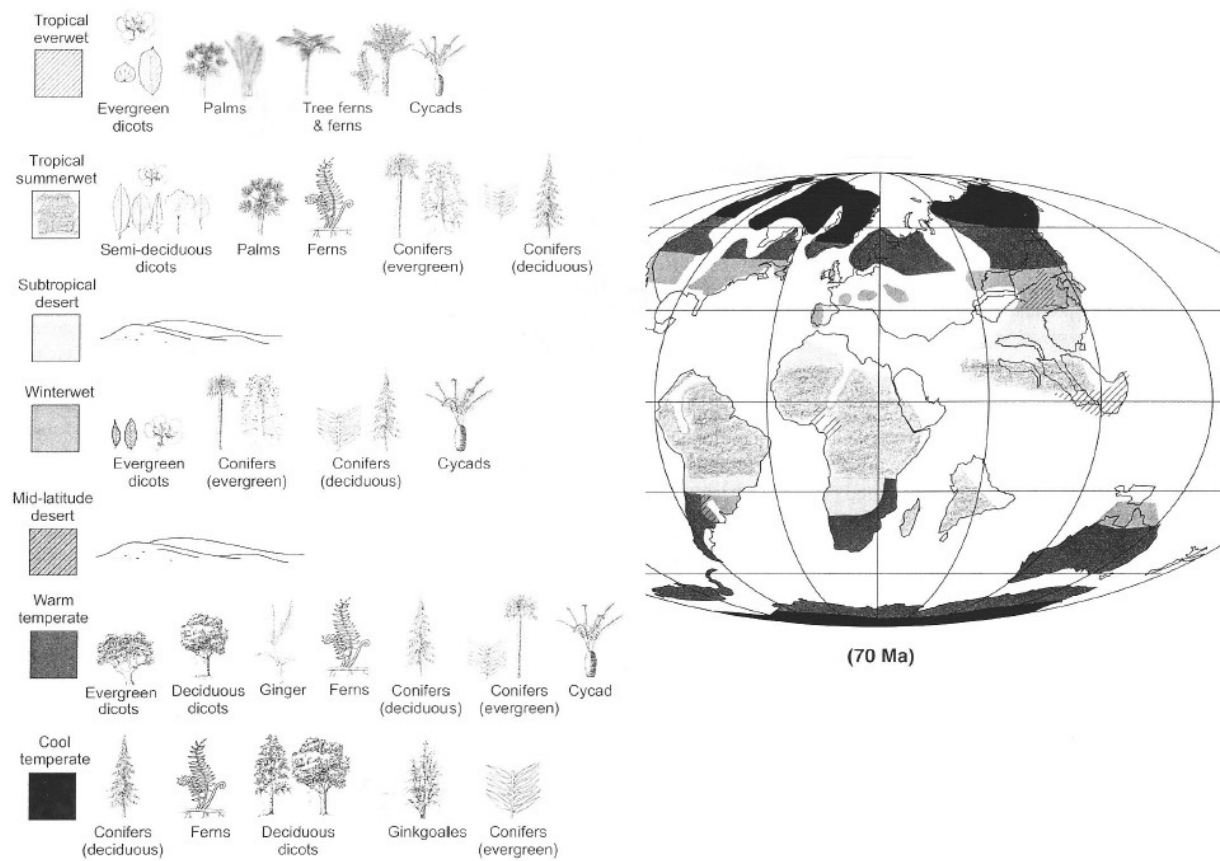 Tropical
everwet
Evergreen
dicots
Palms
Tree ferns
& ferns
Cycads
Tropical
summerwet
Semi-deciduous
dicots
Palms
Ferns
Conifers
(evergreen)
Conifers
(deciduous)
Subtropical
desert
Winterwet
Evergreen
dicots
Conifers
(evergreen)
Conifers
(deciduous)
Cycads
Mid-latitude
desert
Warm
temperate
Evergreen
dicots
Deciduous
dicots
Ginger
Ferns
Conifers
(deciduous)
Conifers
(evergreen)
Cycad
Cool
temperate
Conifers
(deciduous)
Ferns
Deciduous
dicots
Ginkgoales
Conifers
(evergreen)
(70 Ma)